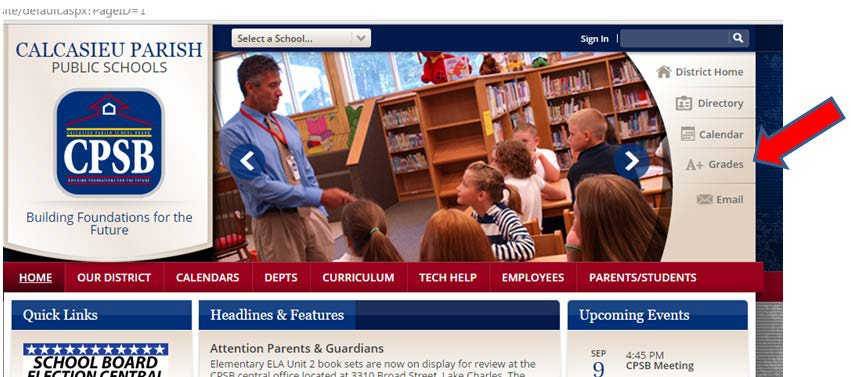 site/default.aspx?PageID=1
CALCASIEU PARISH
PUBLIC SCHOOLS
CALCASIEU PARISH SCHOOL BOARD
CPSB
BUILDING FOUNDATIONS FOR THE FUTURE
Building Foundations for the
Future
Select a School...
Sign In
District Home
Directory
Calendar
A+ Grades
Email
HOME OUR DISTRICT CALENDARS DEPTS CURRICULUM TECH HELP EMPLOYEES PARENTS/STUDENTS
Quick Links
SCHOOL BOARD
ELECTION CENTRAL
Headlines & Features
Attention Parents & Guardians
Elementary ELA Unit 2 book sets are now on display for review at the
CPSB central office located at 3310 Broad Street, Lake Charles. The
Upcoming Events
SEP
9
4:45 PM
CPSB Meeting